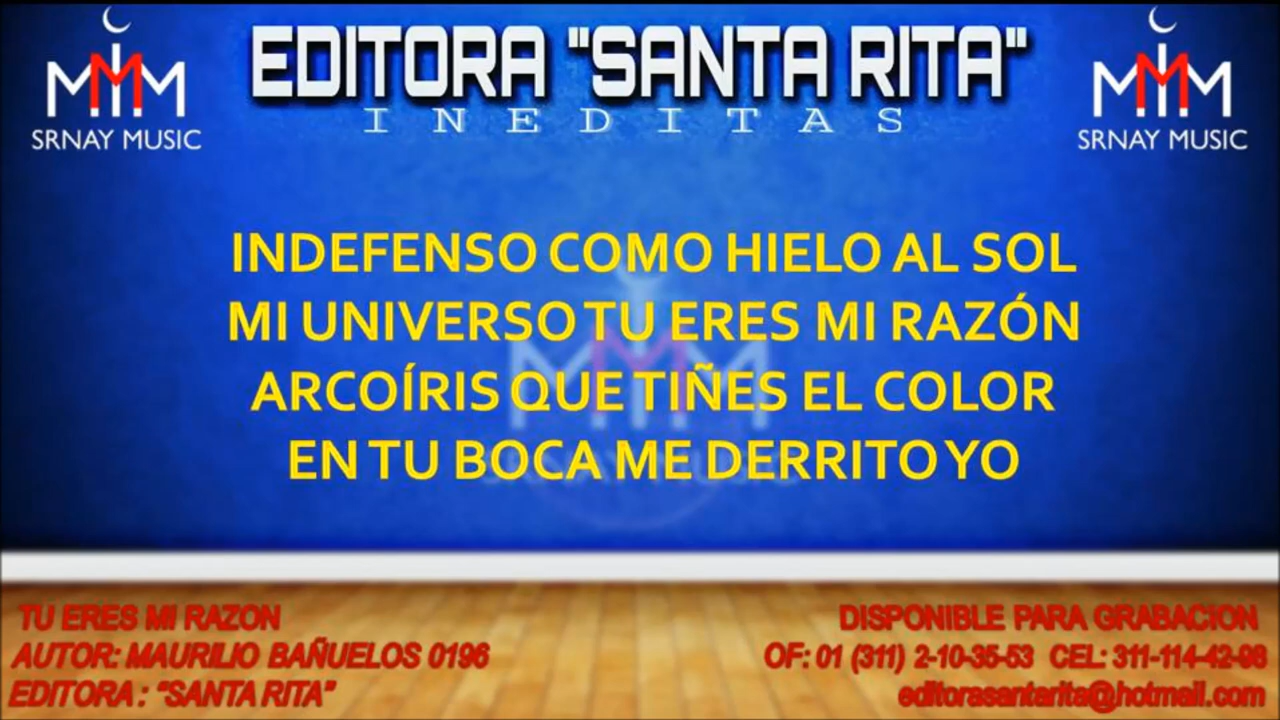 EDITORA "SANTA RITA"
INEDITAS
SRNAY MUSIC
SRNAY MUSIC
INDEFENSO COMO HIELO AL SOL
MI UNIVERSO TU ERES MI RAZÓN
ARCOÍRIS QUE TIÑES EL COLOR
EN TU BOCA ME DERRITO YO
TU ERES MI RAZON
AUTOR: MAURILIO BAÑUELOS 0196
EDITORA : "SANTA RITA"
DISPONIBLE PARA GRABACION
OF: 01 (311) 2-10-35-53 CEL: 311-114-42-98
editorasantarita@hotmail.com